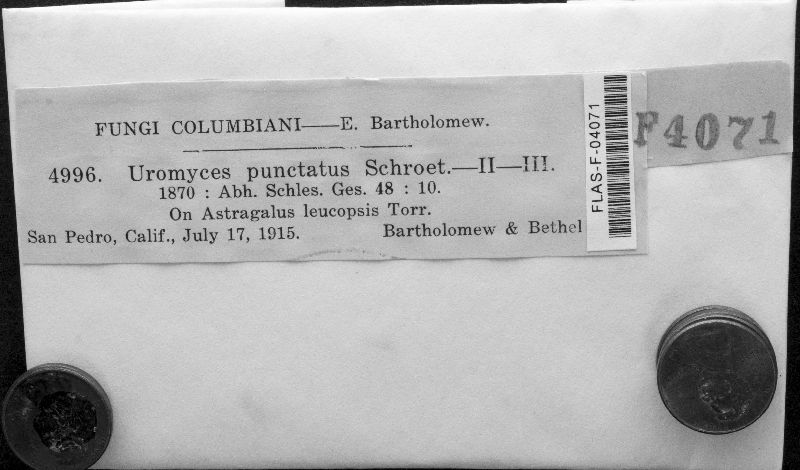 FUNGI COLUMBIANI——E. Bartholomew.
4996. Uromyces punctatus Schroet.—II—III.
1870 : Abh. Schles. Ges. 48 : 10.
On Astragalus leucopsis Torr.
San Pedro, Calif., July 17, 1915. Bartholomew & Bethel
FLAS-F-04071
F4071